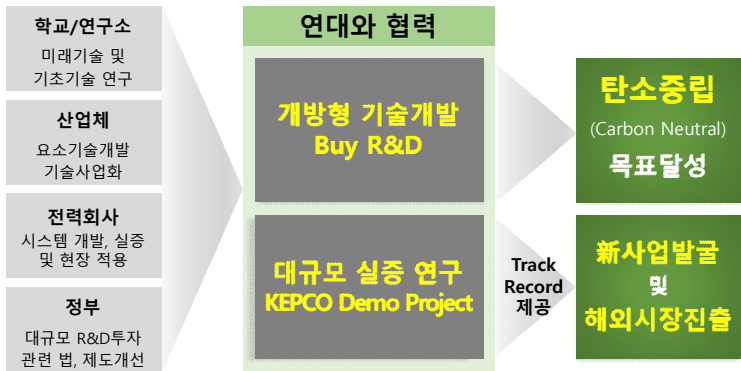 학교/연구소
미래기술 및
기초기술 연구
산업체
요소기술개발
기술사업화
전력회사
시스템 개발, 실증
및 현장 적용
정부
대규모 R&D투자
관련 법, 제도개선
연대와 협력
개방형 기술개발
Buy R&D
대규모 실증 연구
KEPCO Demo Project
Track
Record
제공
탄소중립
(Carbon Neutral)
목표달성
新사업발굴
및
해외시장진출